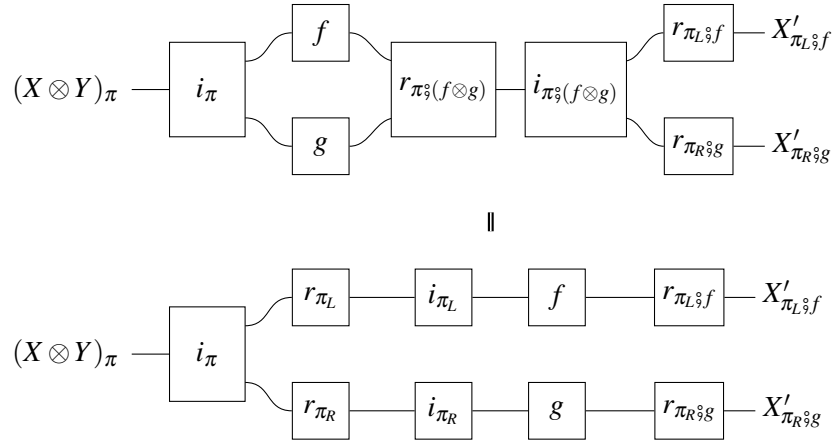 f r_{π_L⨾f} X′_{π_L⨾f}
(X ⊗ Y)_π i_π r_{π⨾(f⊗g)} i_{π⨾(f⊗g)}
g r_{π_R⨾g} X′_{π_R⨾g}
=
r_{π_L} i_{π_L} f r_{π_L⨾f} X′_{π_L⨾f}
(X ⊗ Y)_π i_π
r_{π_R} i_{π_R} g r_{π_R⨾g} X′_{π_R⨾g}